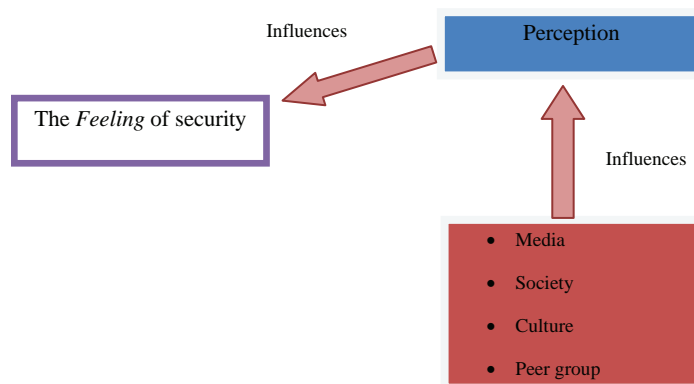 Influences
Perception
The Feeling of security
Influences
• Media
• Society
• Culture
• Peer group